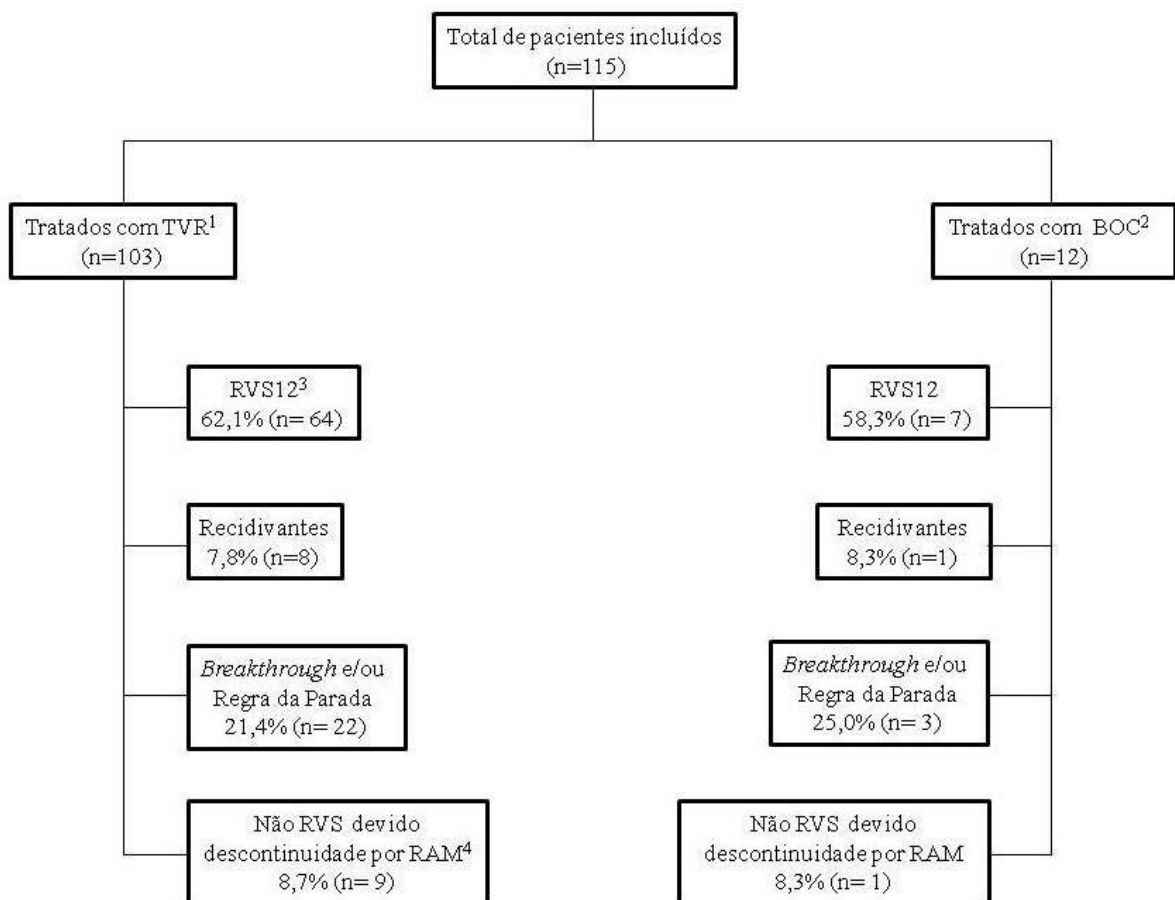 Total de pacientes incluídos
(n=115)
Tratados com TVR¹
(n=103)
Tratados com BOC²
(n=12)
RVS12³
62,1% (n= 64)
RVS12
58,3% (n= 7)
Recidivantes
7,8% (n=8)
Recidivantes
8,3% (n=1)
Breakthrough e/ou
Regra da Parada
21,4% (n= 22)
Breakthrough e/ou
Regra da Parada
25,0% (n= 3)
Não RVS devido
descontinuidade por RAM⁴
8,7% (n= 9)
Não RVS devido
descontinuidade por RAM
8,3% (n= 1)